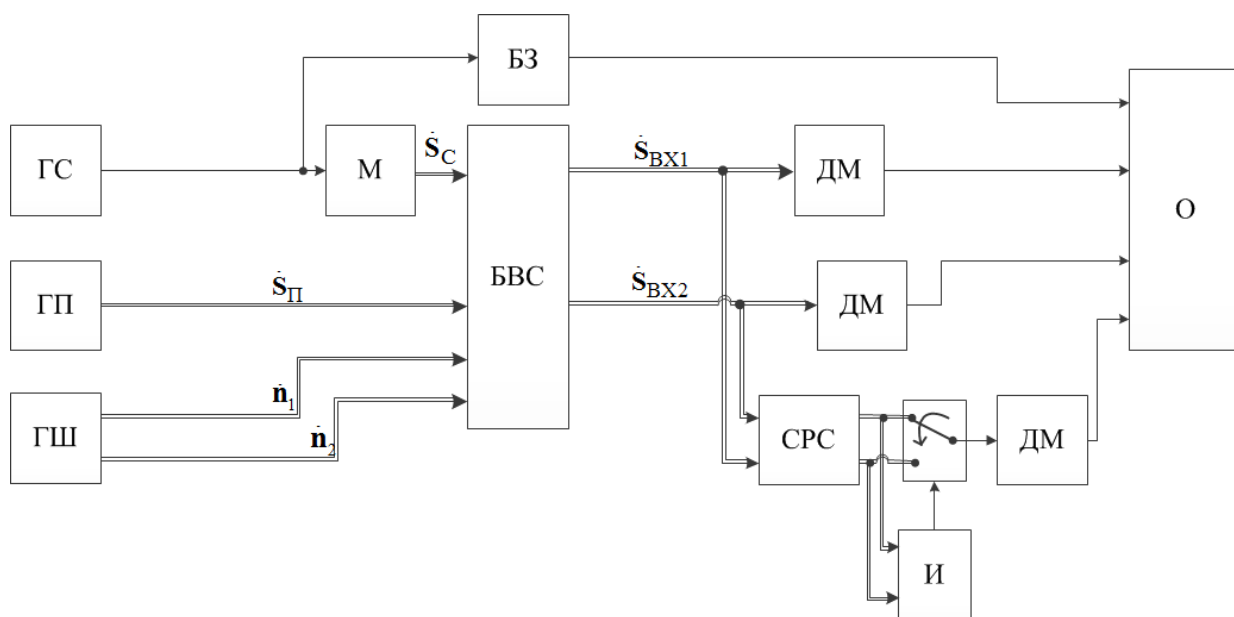 БЗ
ГС
М
Ṡ_С
Ṡ_ВХ1
ДМ
О
ГП
Ṡ_П
БВС
Ṡ_ВХ2
ДМ
ГШ
ṅ_1
ṅ_2
СРС
ДМ
И